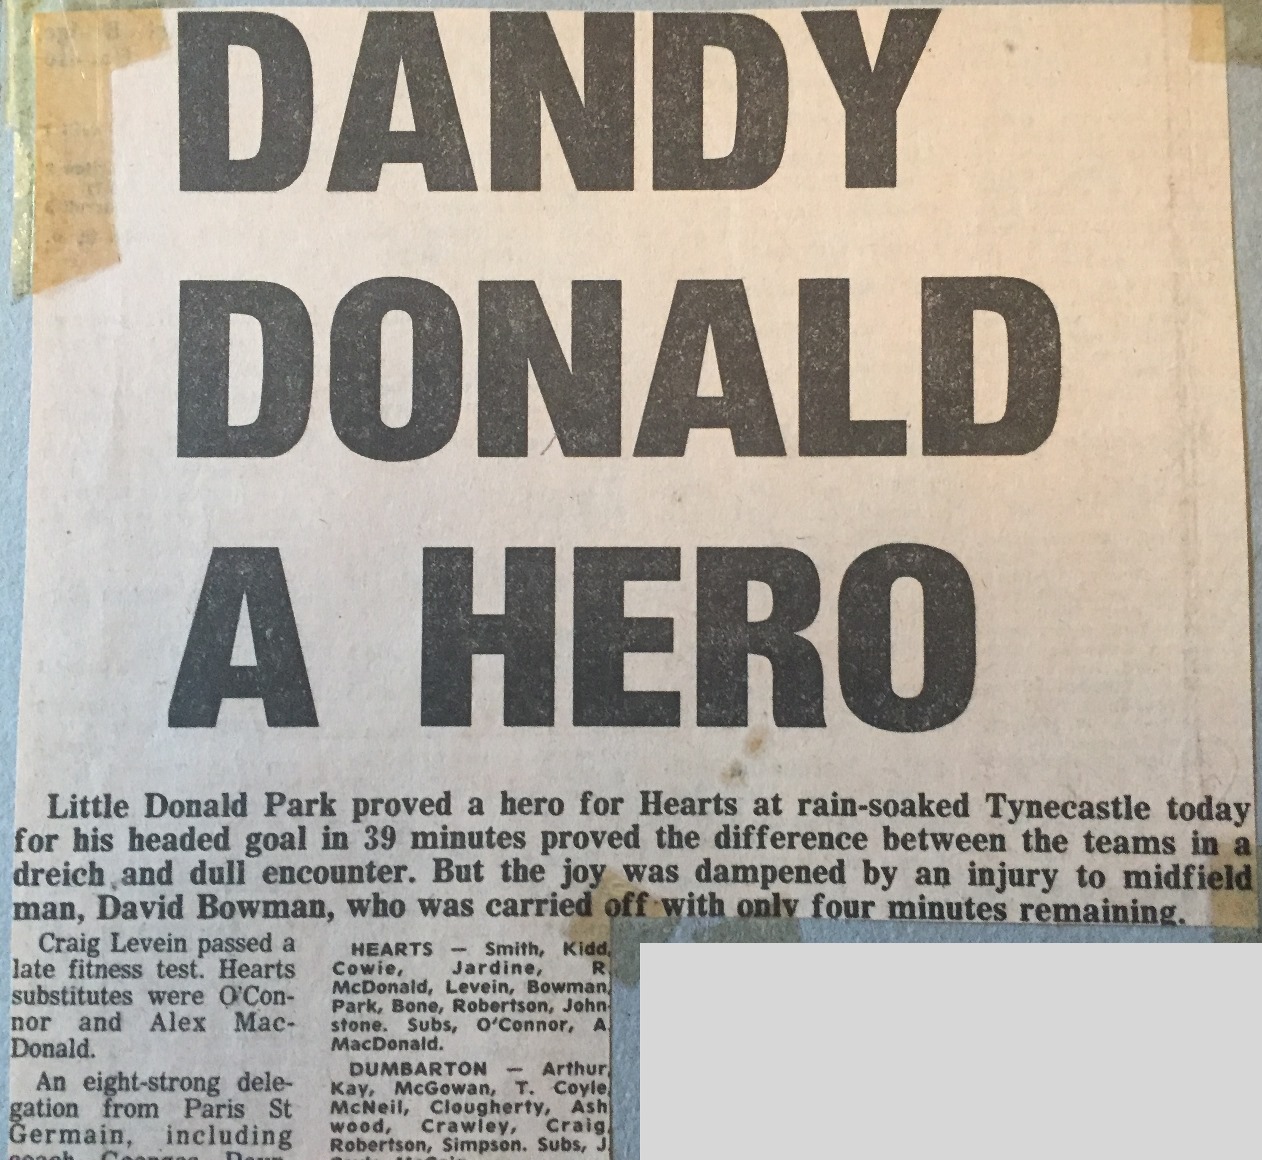 DANDY
DONALD
A HERO
Little Donald Park proved a hero for Hearts at rain-soaked Tynecastle today
for his headed goal in 39 minutes proved the difference between the teams in a
dreich and dull encounter. But the joy was dampened by an injury to midfield
man, David Bowman, who was carried off with only four minutes remaining.
Craig Levein passed a
late fitness test. Hearts
substitutes were O'Con-
nor and Alex Mac-
Donald.
An eight-strong dele-
gation from Paris St
Germain, including
coach Georges
HEARTS — Smith, Kidd,
Cowie, Jardine, R
McDonald, Levein, Bowman,
Park, Bone, Robertson, John-
stone. Subs, O'Connor, A
MacDonald.
DUMBARTON — Arthur,
Kay, McGowan, T. Coyle,
McNeil, Clougherty, Ash
wood, Crawley, Craig,
Robertson, Simpson. Subs, J